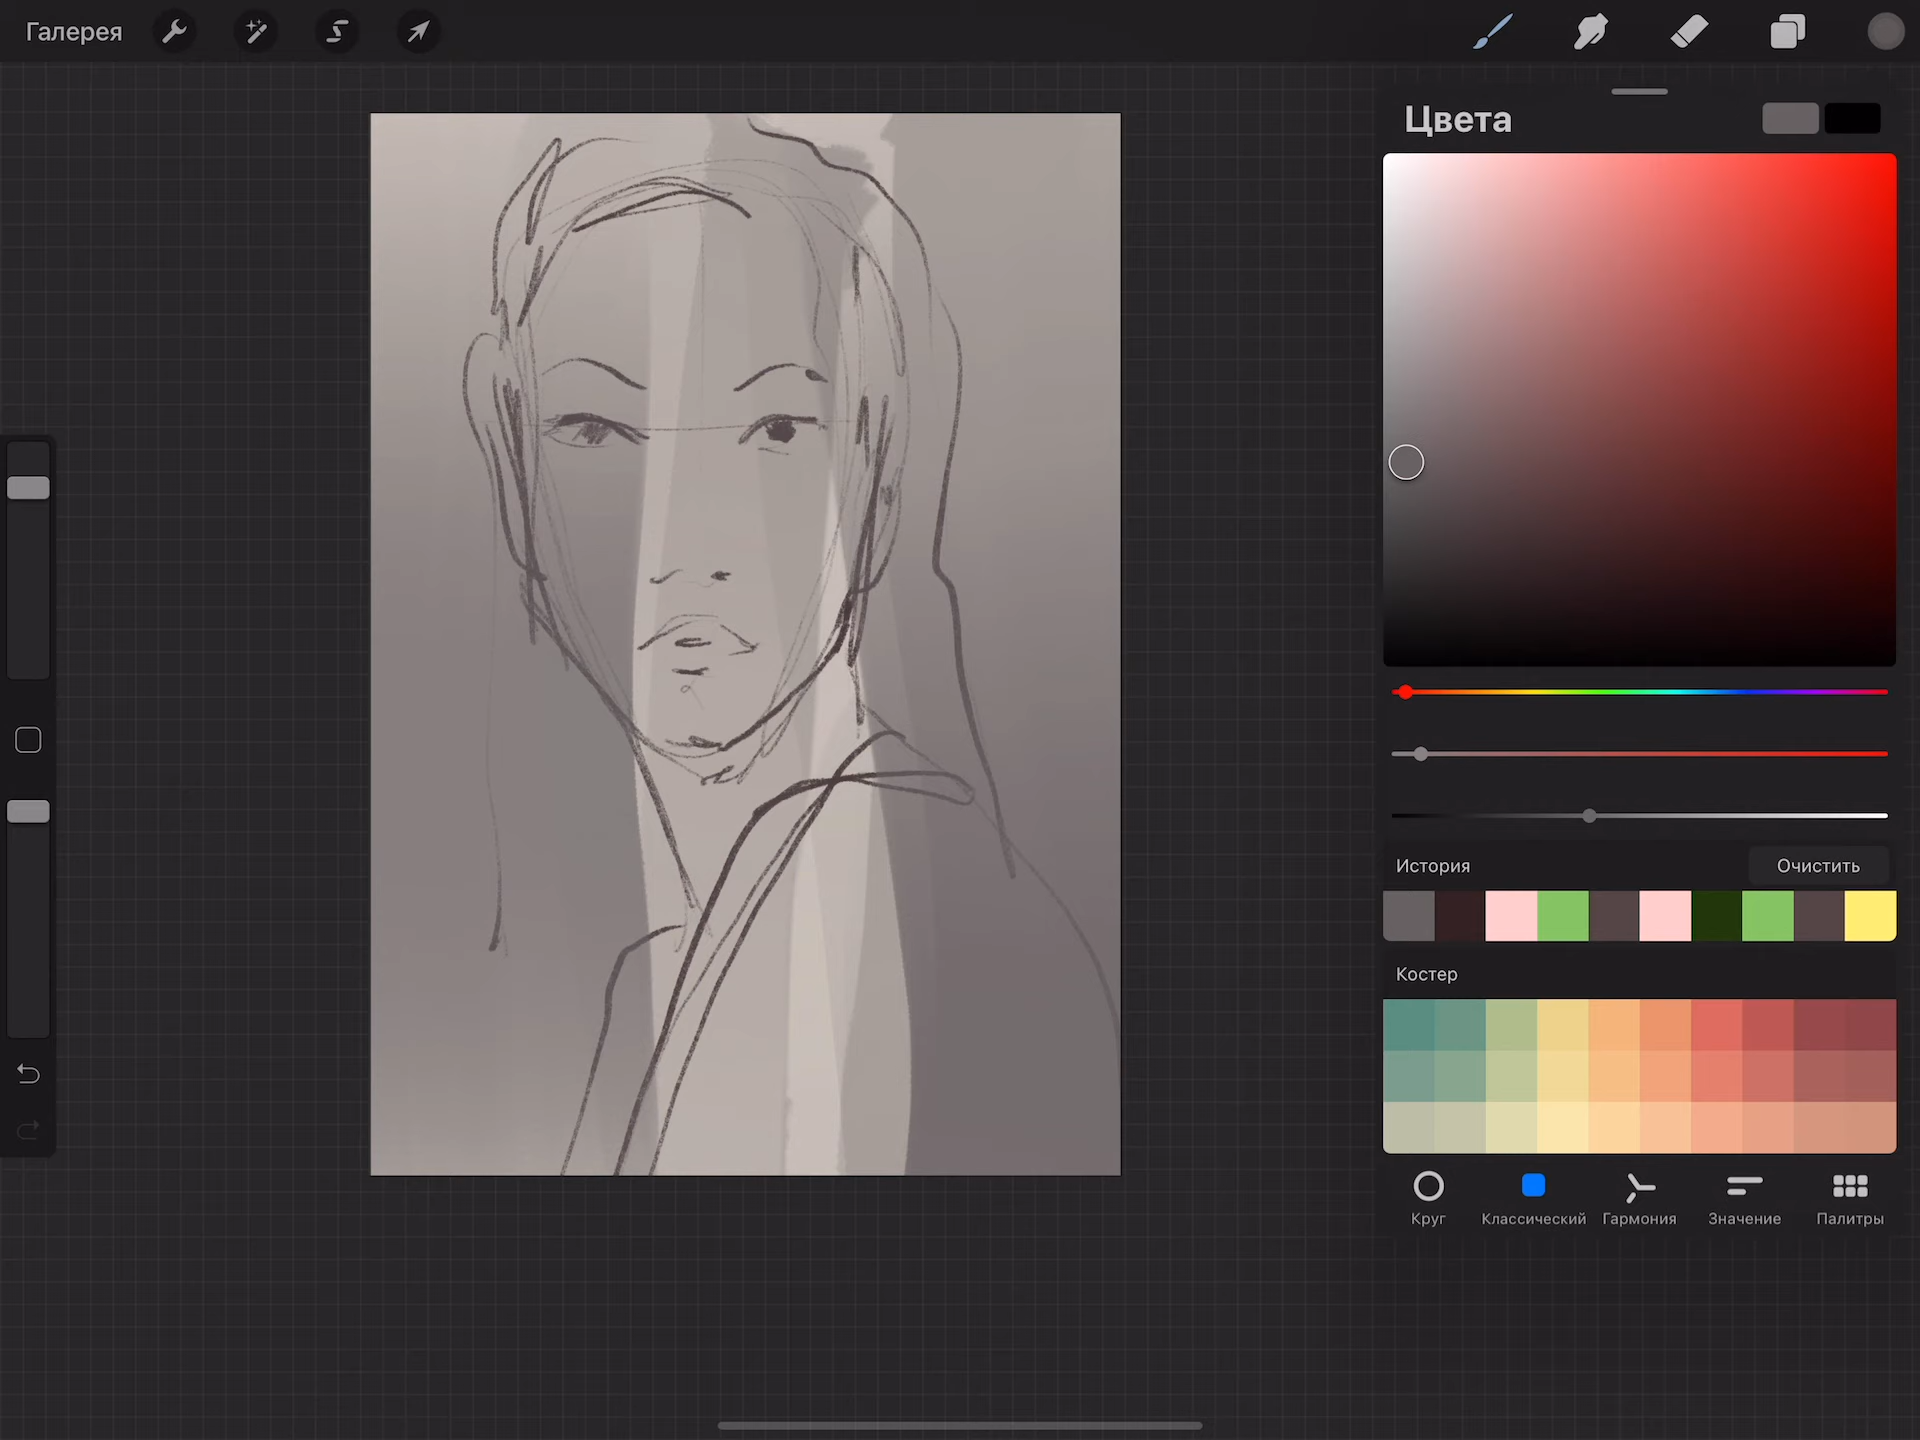 Галерея
Цвета
История
Очистить
Костер
Круг
Классический
Гармония
Значение
Палитры